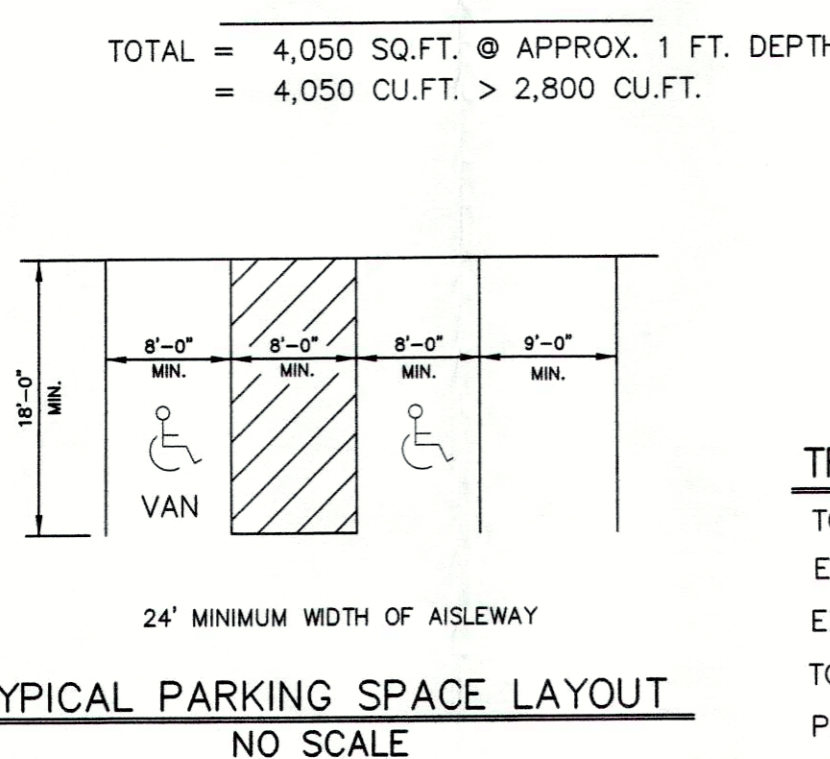 TOTAL = 4,050 SQ.FT. @ APPROX. 1 FT. DEPTH
= 4,050 CU.FT. > 2,800 CU.FT.
18'-0" MIN.
8'-0" 8'-0" 8'-0" 9'-0"
MIN. MIN. MIN. MIN.
VAN
24' MINIMUM WIDTH OF AISLEWAY
YPICAL PARKING SPACE LAYOUT
NO SCALE
T
TO
E
E
TO
P